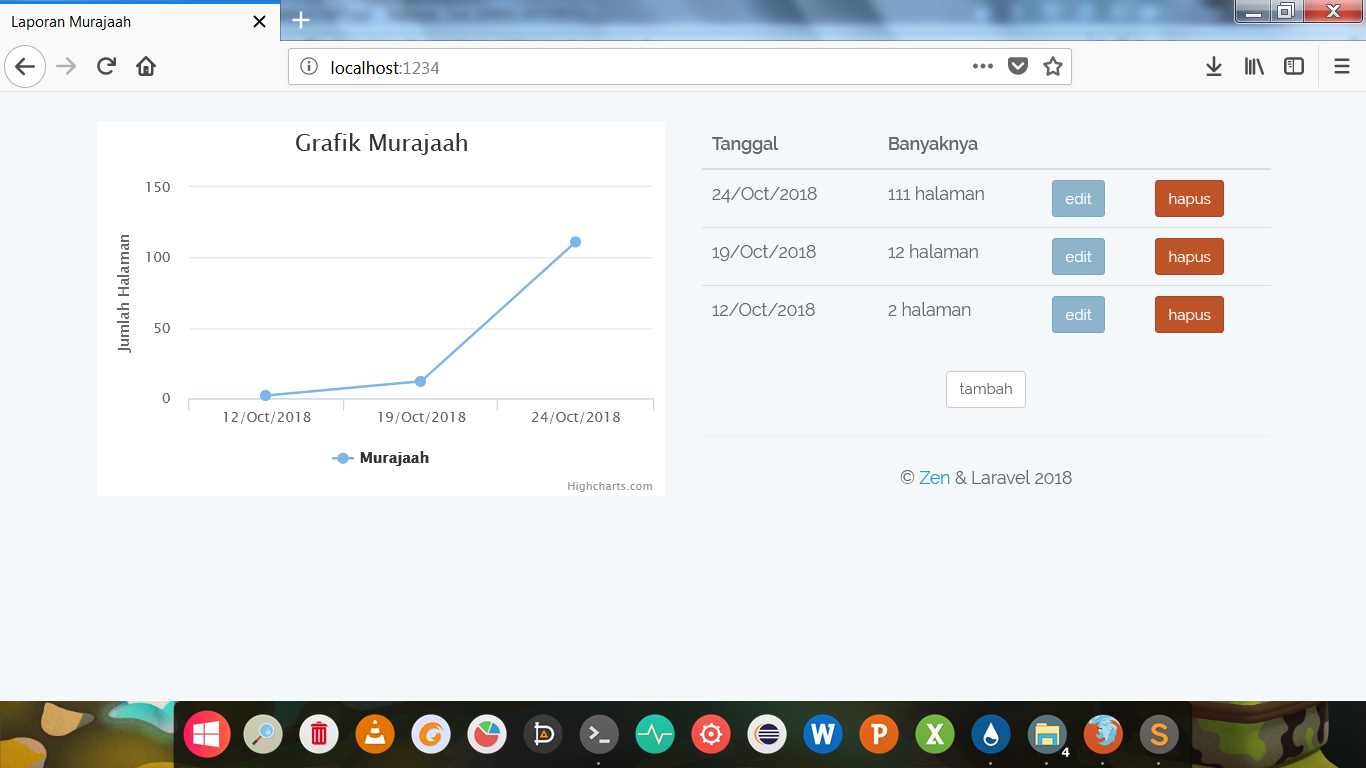 Laporan Murajaah
localhost:1234
Grafik Murajaah
150
100
50
0
Jumlah Halaman
12/Oct/2018 19/Oct/2018 24/Oct/2018
Murajaah
Highcharts.com
Tanggal Banyaknya
24/Oct/2018 111 halaman edit hapus
19/Oct/2018 12 halaman edit hapus
12/Oct/2018 2 halaman edit hapus
tambah
© Zen & Laravel 2018
W P X 4 S